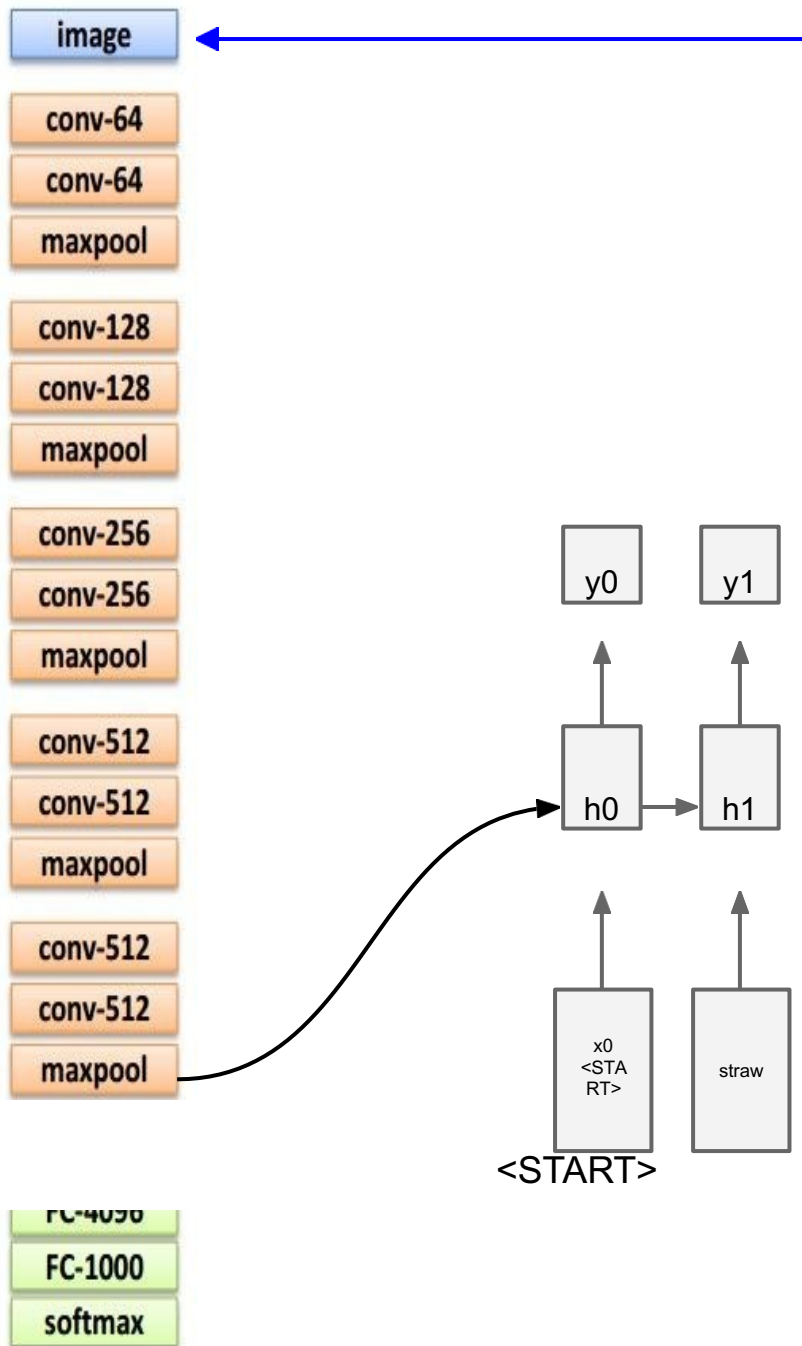 image
conv-64
conv-64
maxpool
conv-128
conv-128
maxpool
conv-256
conv-256
maxpool
conv-512
conv-512
maxpool
conv-512
conv-512
maxpool
FC-4096
FC-1000
softmax
y0
y1
h0
h1
x0
<STA
RT>
straw
<START>